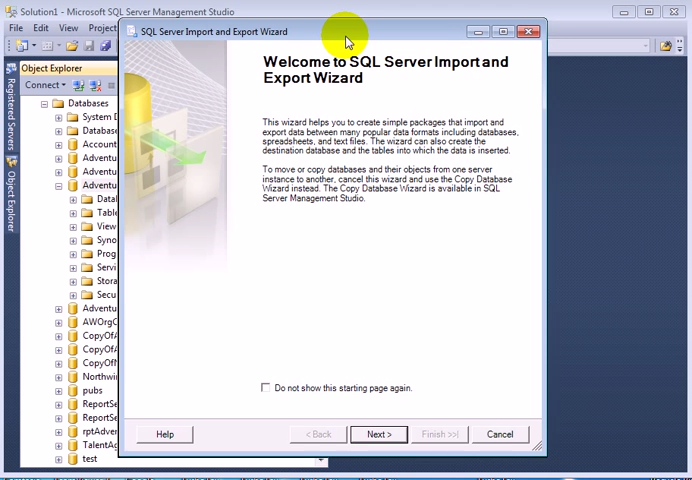 Solution1 - Microsoft SQL Server Management Studio
File Edit View Project
SQL Server Import and Export Wizard
Object Explorer
Connect
Registered Servers
Object Explorer
Databases
System D
Database
Account
Adventu
Adventu
Adventu
Datal
Table
View
Syno
Prog
Servi
Stora
Secu
Adventu
AWOrgC
CopyofA
CopyOfA
CopyOfN
Northwi
pubs
ReportSe
ReportSe
rptAdver
TalentAg
test
Welcome to SQL Server Import and
Export Wizard
This wizard helps you to create simple packages that import and
export data between many popular data formats including databases,
spreadsheets, and text files. The wizard can also create the
destination database and the tables into which the data is inserted.
To move or copy databases and their objects from one server
instance to another, cancel this wizard and use the Copy Database
Wizard instead. The Copy Database Wizard is available in SQL
Server Management Studio.
Do not show this starting page again.
Help < Back Next > Finish >>| Cancel